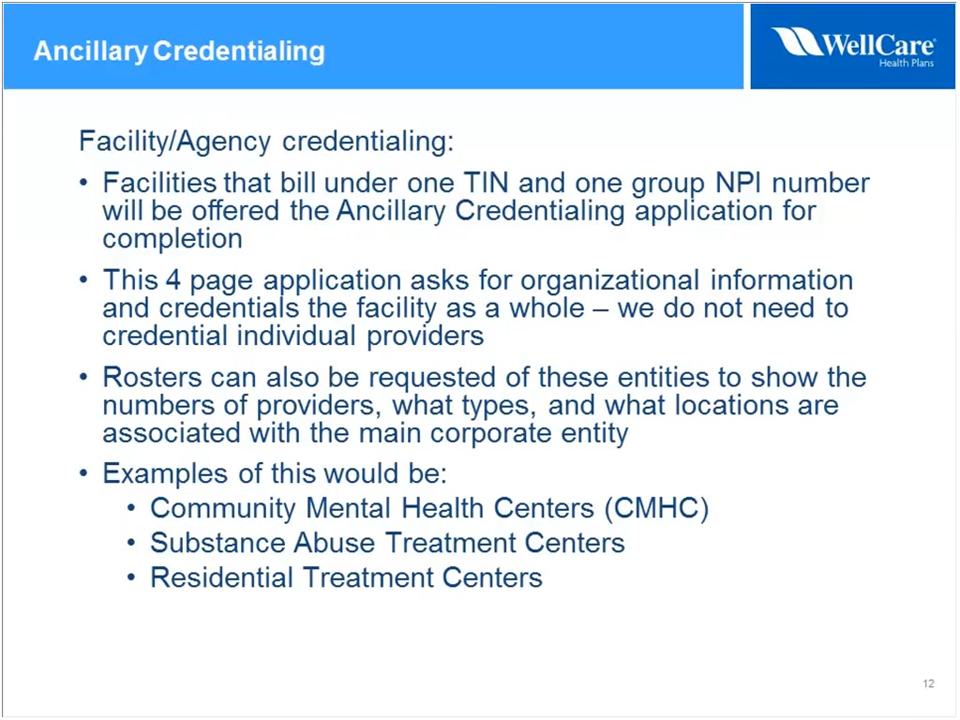 Ancillary Credentialing
WellCare®
Health Plans
Facility/Agency credentialing:
• Facilities that bill under one TIN and one group NPI number
will be offered the Ancillary Credentialing application for
completion
• This 4 page application asks for organizational information
and credentials the facility as a whole – we do not need to
credential individual providers
• Rosters can also be requested of these entities to show the
numbers of providers, what types, and what locations are
associated with the main corporate entity
• Examples of this would be:
• Community Mental Health Centers (CMHC)
• Substance Abuse Treatment Centers
• Residential Treatment Centers
12